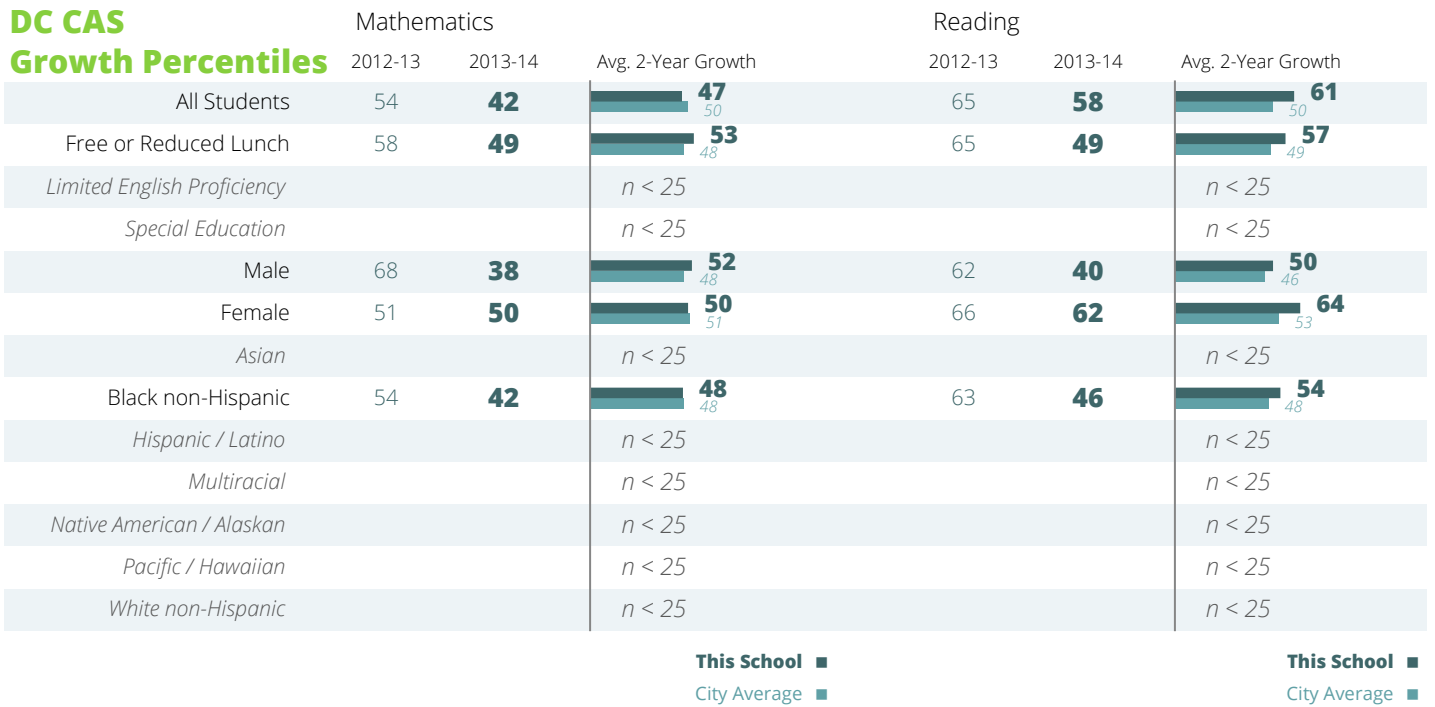 DC CAS Mathematics Reading
Growth Percentiles 2012-13 2013-14 Avg. 2-Year Growth 2012-13 2013-14 Avg. 2-Year Growth
All Students 54 42 47 50 65 58 61 50
Free or Reduced Lunch 58 49 53 48 65 49 57 49
Limited English Proficiency n < 25 n < 25
Special Education n < 25 n < 25
Male 68 38 52 48 62 40 50 46
Female 51 50 50 51 66 62 64 53
Asian n < 25 n < 25
Black non-Hispanic 54 42 48 48 63 46 54 48
Hispanic / Latino n < 25 n < 25
Multiracial n < 25 n < 25
Native American / Alaskan n < 25 n < 25
Pacific / Hawaiian n < 25 n < 25
White non-Hispanic n < 25 n < 25
This School This School
City Average City Average